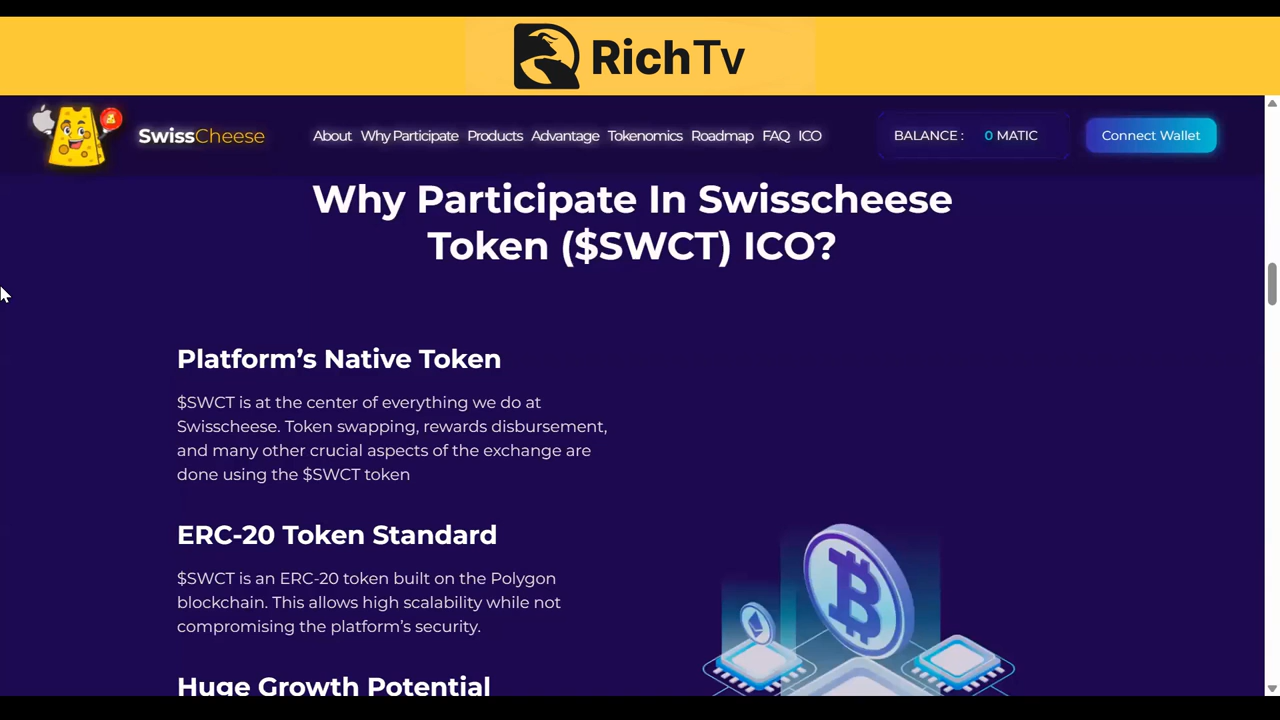 RichTv
SwissCheese
About Why Participate Products Advantage Tokenomics Roadmap FAQ ICO
BALANCE : 0 MATIC
Connect Wallet
Why Participate In Swisscheese
Token ($SWCT) ICO?
Platform’s Native Token
$SWCT is at the center of everything we do at
Swisscheese. Token swapping, rewards disbursement,
and many other crucial aspects of the exchange are
done using the $SWCT token
ERC-20 Token Standard
$SWCT is an ERC-20 token built on the Polygon
blockchain. This allows high scalability while not
compromising the platform’s security.
Huge Growth Potential